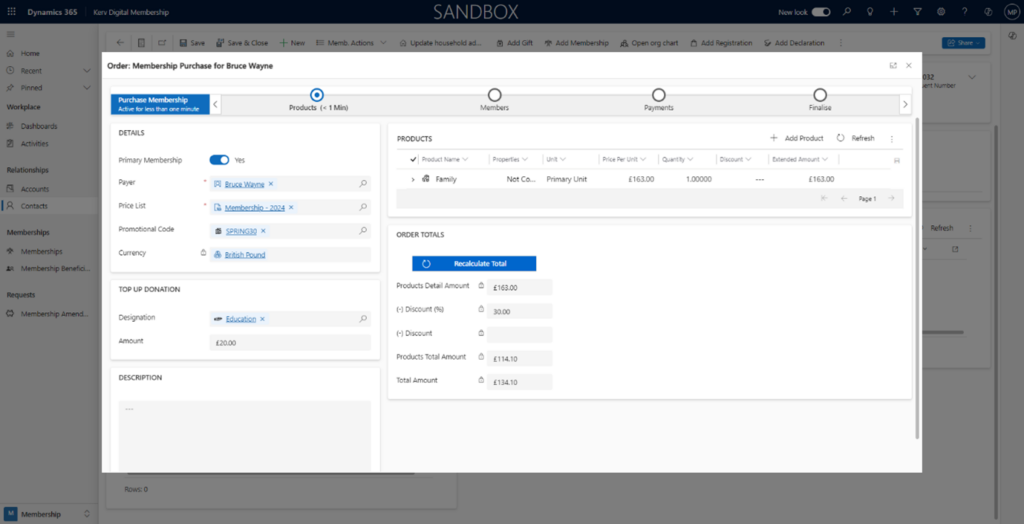 Dynamics 365
Kerv Digital Membership
SANDBOX
New look
MP
Save
Save & Close
New
Memb. Actions
Update household ad...
Add Gift
Add Membership
Open org chart
Add Registration
Add Declaration
Share
Home
Recent
Pinned
Workplace
Dashboards
Activities
Relationships
Accounts
Contacts
Memberships
Memberships
Membership Benefici...
Requests
Membership Amend...
M
Membership
Order: Membership Purchase for Bruce Wayne
Purchase Membership
Active for less than one minute
Products (< 1 Min)
Members
Payments
Finalise
DETAILS
Primary Membership
Yes
Payer
*
Bruce Wayne
Price List
*
Membership - 2024
Promotional Code
SPRING30
Currency
British Pound
TOP UP DONATION
Designation
Education
Amount
£20.00
DESCRIPTION
---
PRODUCTS
Add Product
Refresh
Product Name
Properties
Unit
Price Per Unit
Quantity
Discount
Extended Amount
Family
Not Co...
Primary Unit
£163.00
1.00000
---
£163.00
Page 1
ORDER TOTALS
Recalculate Total
Products Detail Amount
£163.00
(-) Discount (%)
30.00
(-) Discount
Products Total Amount
£114.10
Total Amount
£134.10
032
Refresh
Rows: 0